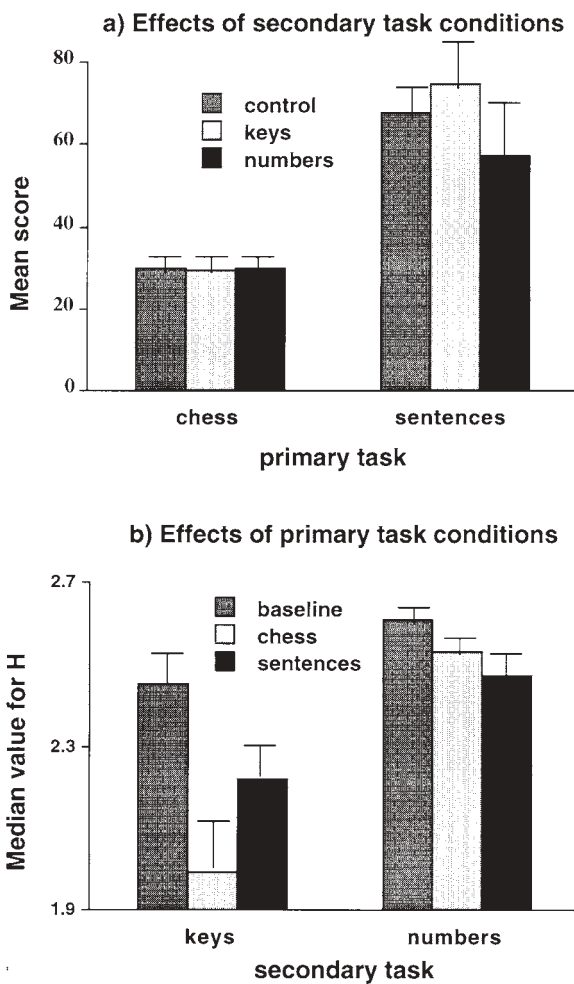 a) Effects of secondary task conditions
80
60
40
20
0
Mean score
control
keys
numbers
chess
sentences
primary task
b) Effects of primary task conditions
2.7
2.3
1.9
Median value for H
baseline
chess
sentences
keys
numbers
secondary task